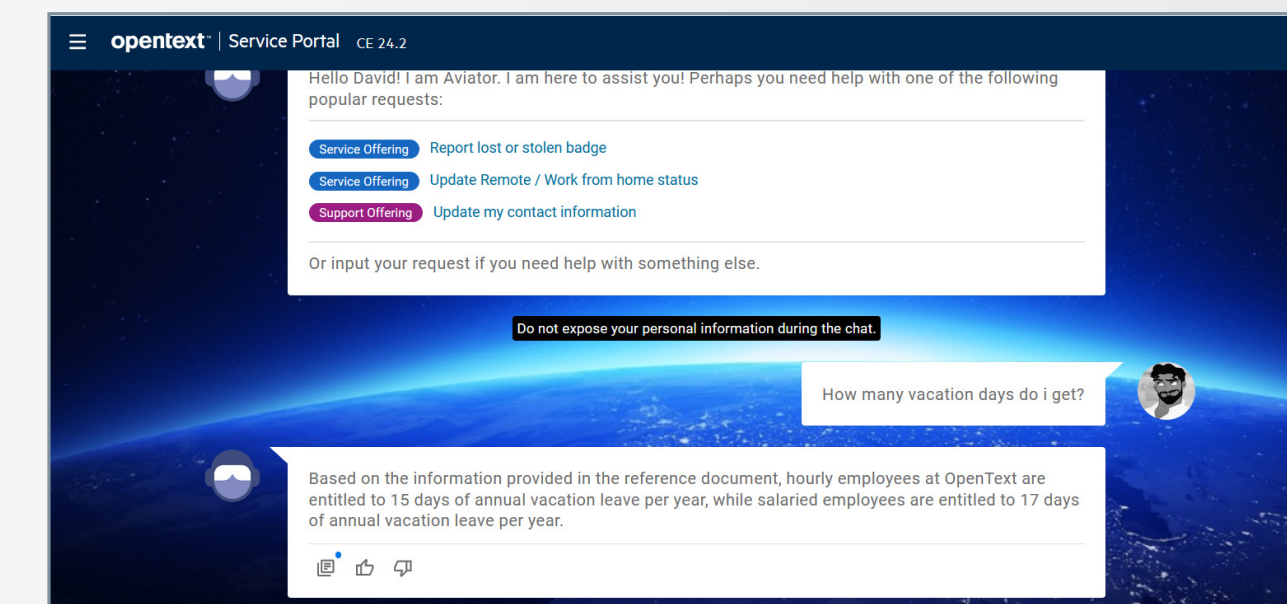 opentext™ | Service Portal CE 24.2
Hello David! I am Aviator. I am here to assist you! Perhaps you need help with one of the following
popular requests:
Service Offering Report lost or stolen badge
Service Offering Update Remote / Work from home status
Support Offering Update my contact information
Or input your request if you need help with something else.
Do not expose your personal information during the chat.
How many vacation days do i get?
Based on the information provided in the reference document, hourly employees at OpenText are
entitled to 15 days of annual vacation leave per year, while salaried employees are entitled to 17 days
of annual vacation leave per year.